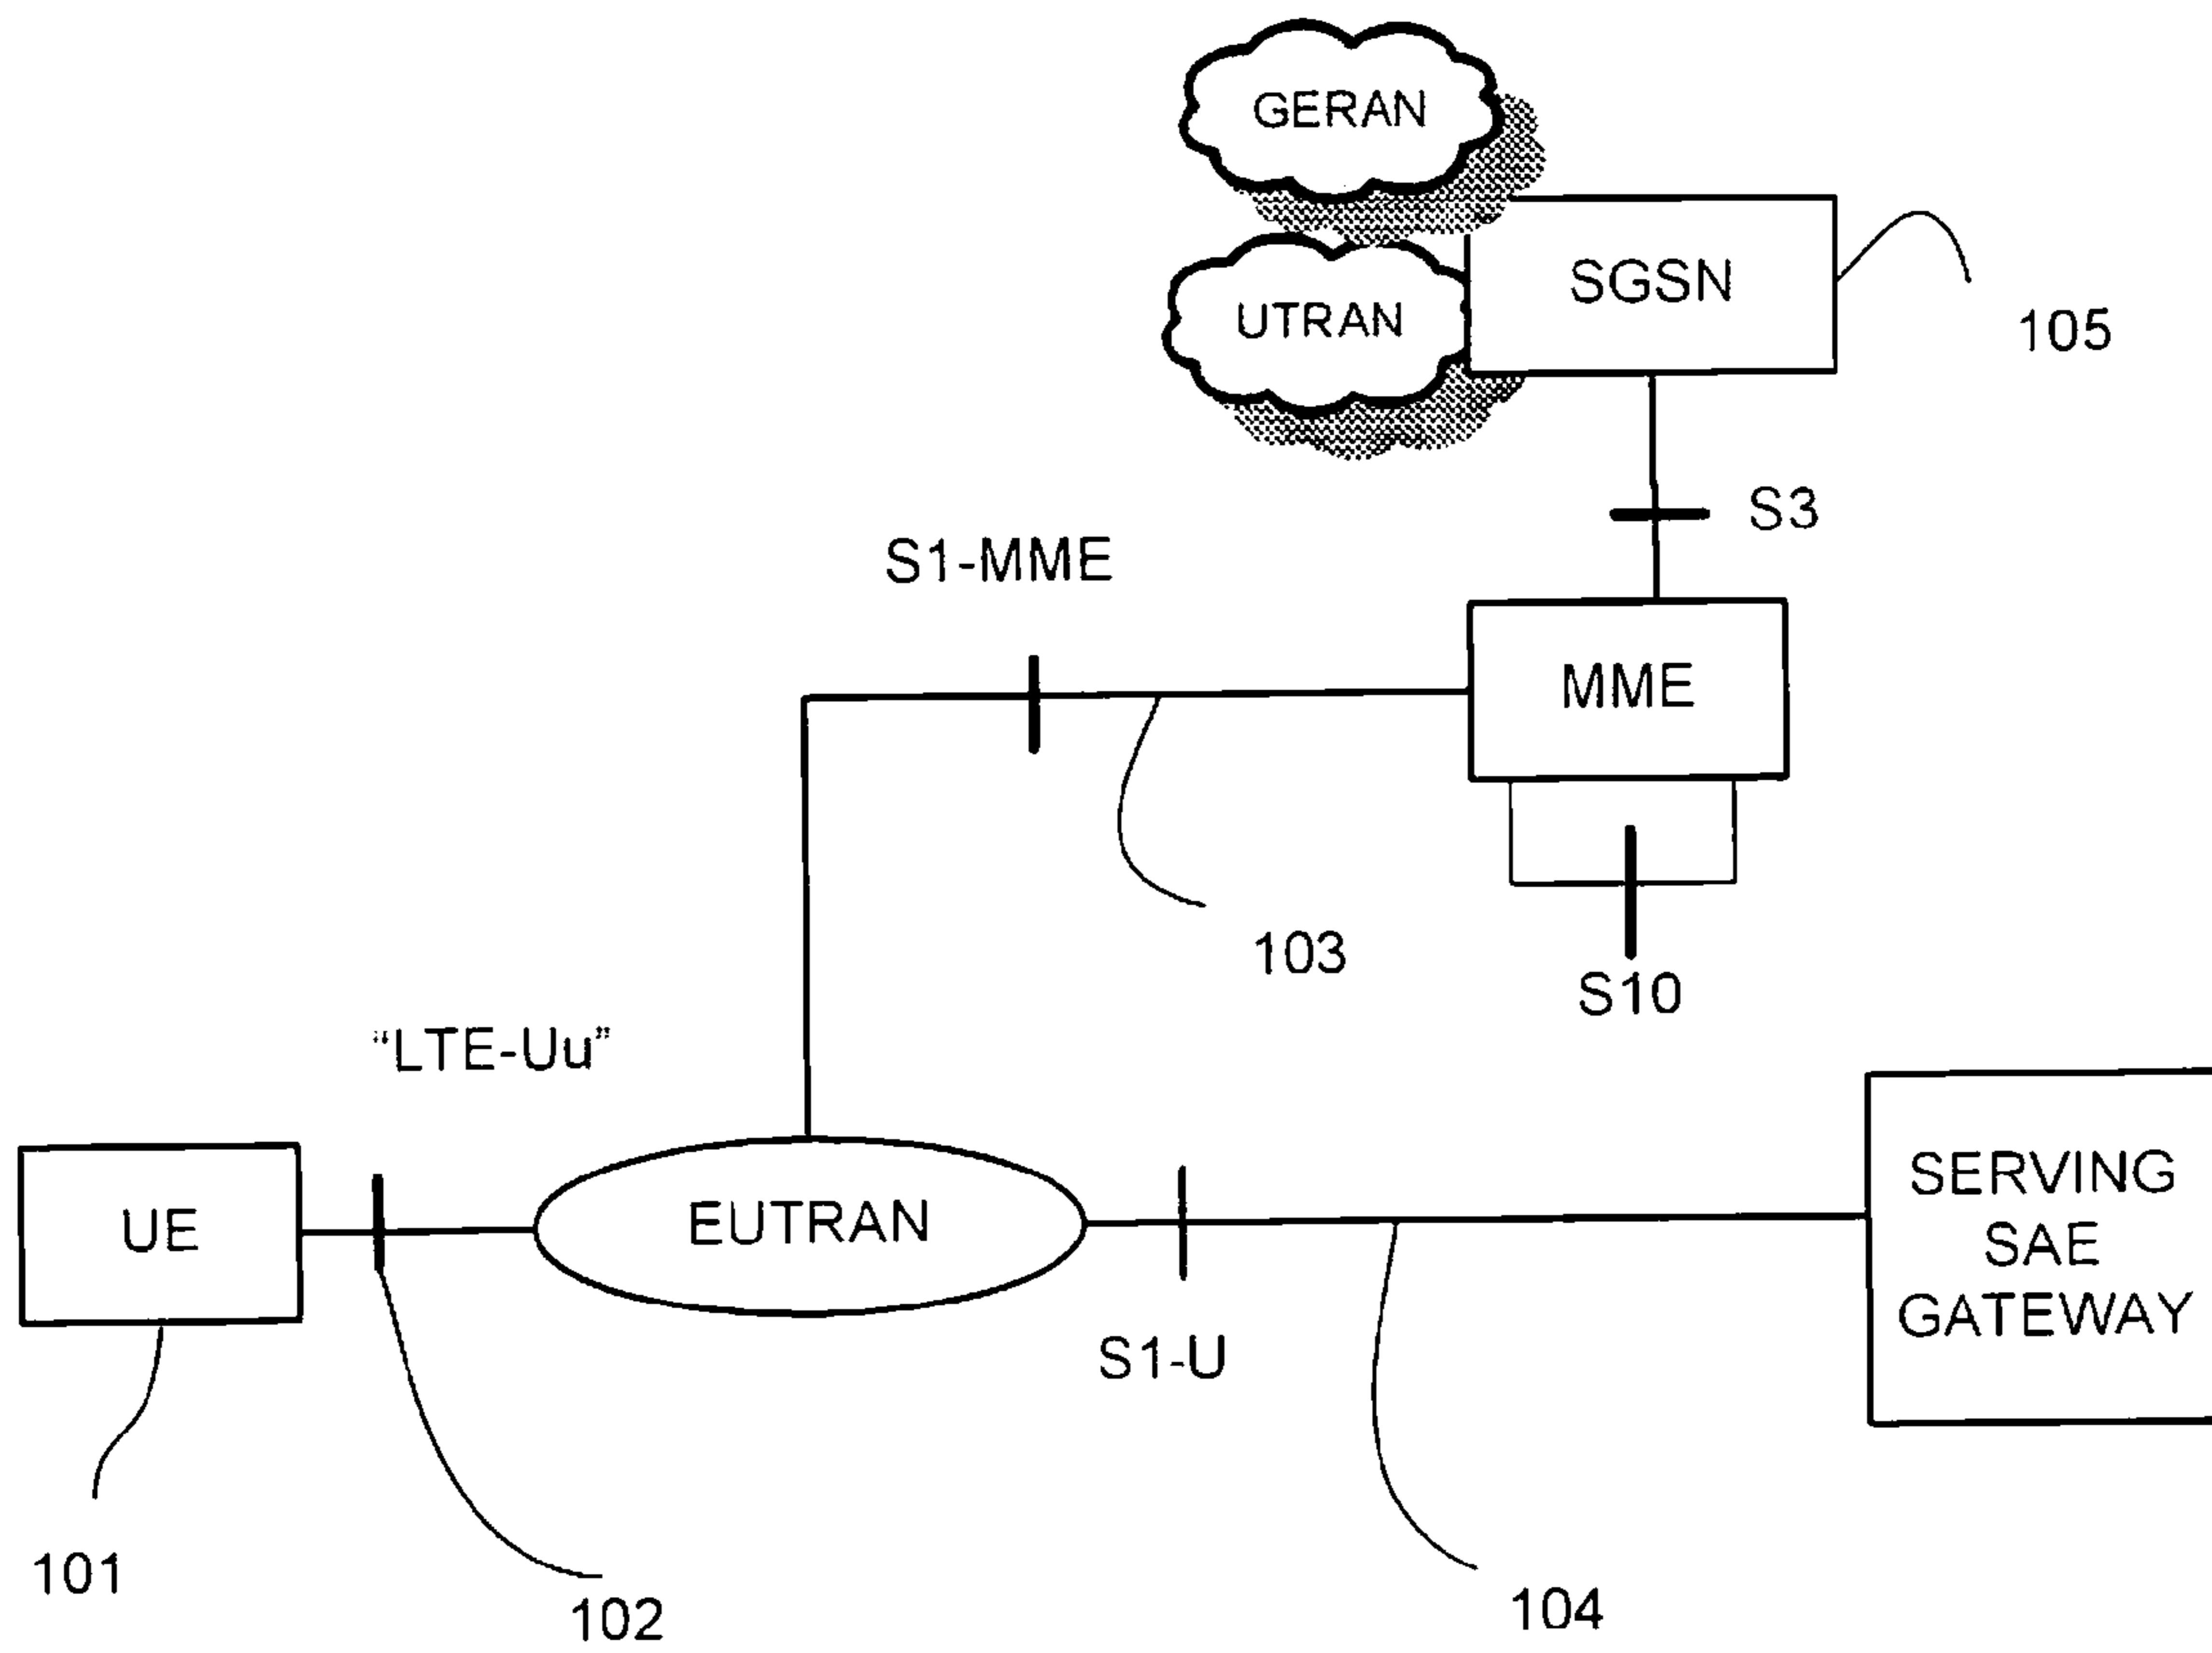 GERAN
SGSN
UTRAN
105
S3
S1-MME
MME
103
S10
“LTE-Uu”
UE
EUTRAN
SERVING
SAE
GATEWAY
S1-U
101
102
104